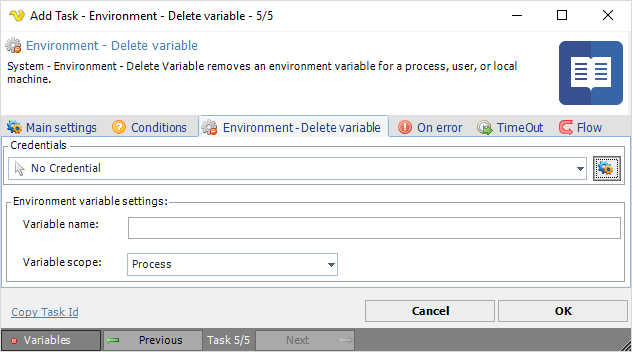 Add Task - Environment - Delete variable - 5/5
Environment - Delete variable
System - Environment - Delete Variable removes an environment variable for a process, user, or local
machine.
Main settings Conditions Environment - Delete variable On error TimeOut Flow
Credentials
No Credential
Environment variable settings:
Variable name:
Variable scope: Process
Copy Task Id Cancel OK
Variables Previous Task 5/5 Next